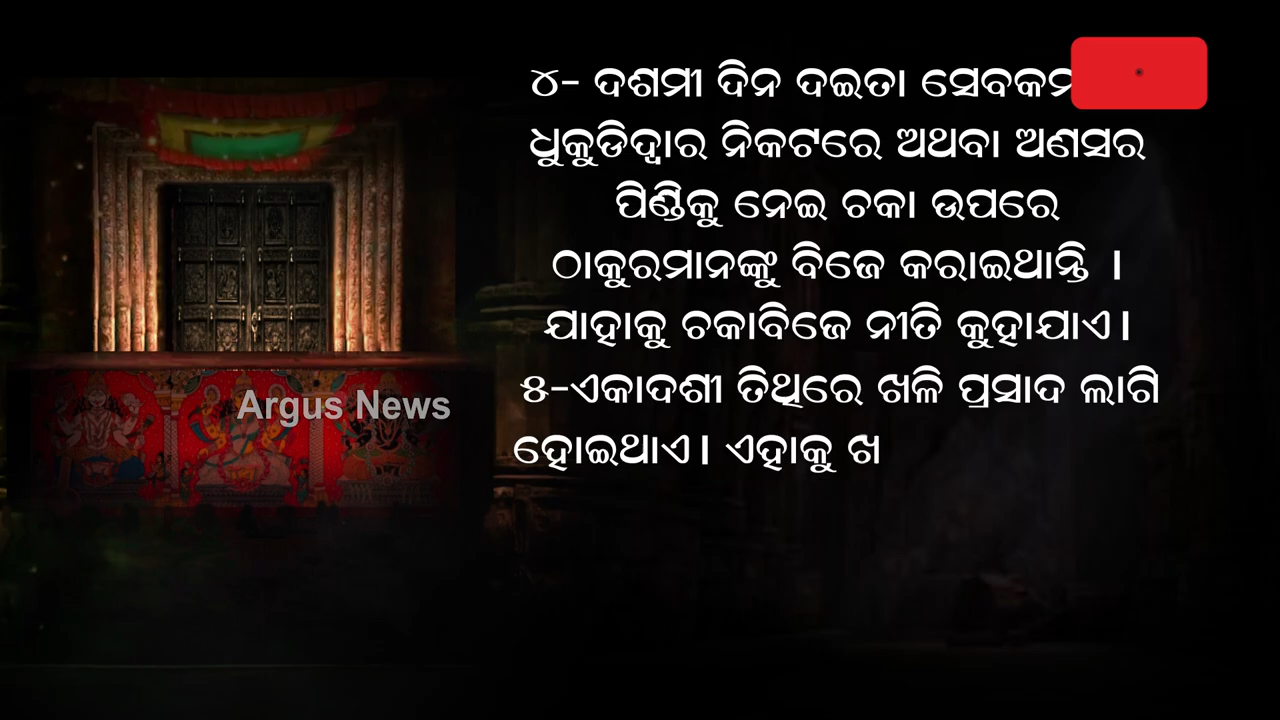 ୪- ଦଶମୀ ଦିନ ଦଇତା
ଧୁକୁଡିଦ୍ୱାର ନିକଟରେ ଅଥବା ଅଣସର
ପିଣ୍ଡିକୁ ନେଇ ଚକା ଉପରେ
ଠାକୁରମାନଙ୍କୁ ବିଜେ କରାଇଥାନ୍ତି ।
ଯାହାକୁ ଚକାବିଜେ ନୀତି କୁହାଯାଏ।
୫-ଏକାଦଶୀ ତିଥିରେ ଖଳି ପ୍ରସାଦ ଲାଗି
ହୋଇଥାଏ। ଏହାକୁ ଖ
Argus News